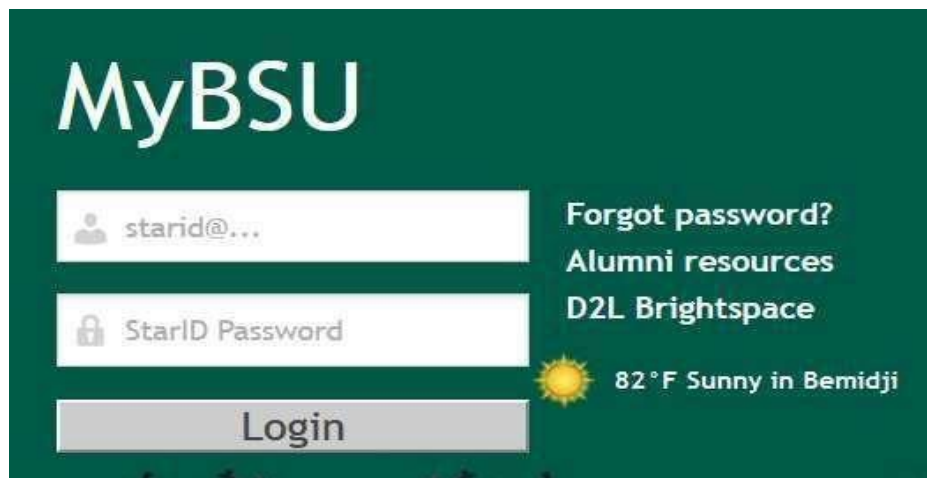 MyBSU
starid@...
StarID Password
Login
Forgot password?
Alumni resources
D2L Brightspace
82°F Sunny in Bemidji